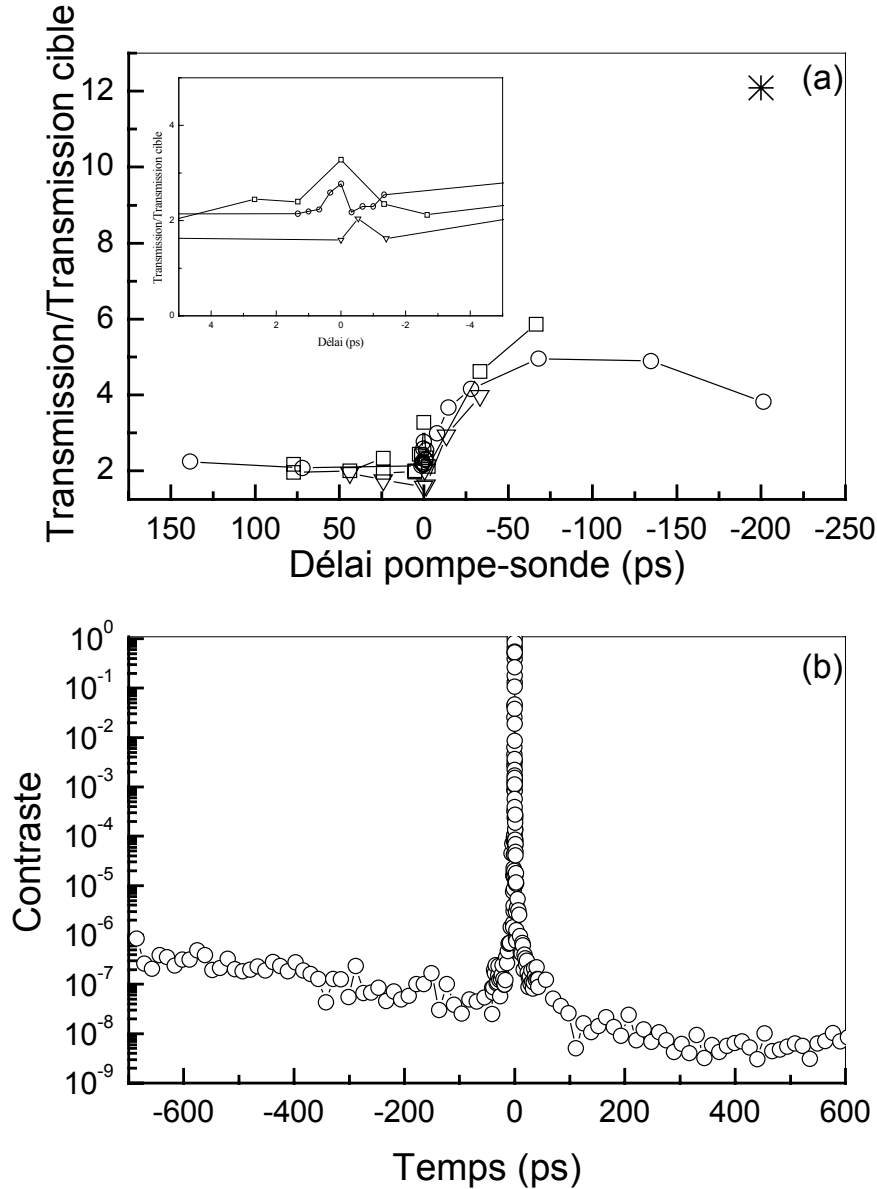 (a)
Transmission/Transmission cible
12
10
8
6
4
2
150 100 50 0 -50 -100 -150 -200 -250
Délai pompe-sonde (ps)
Transmission/Transmission cible
4
2
0
4 2 0 -2 -4
Délai (ps)
(b)
Contraste
10^0
10^-1
10^-2
10^-3
10^-4
10^-5
10^-6
10^-7
10^-8
10^-9
-600 -400 -200 0 200 400 600
Temps (ps)